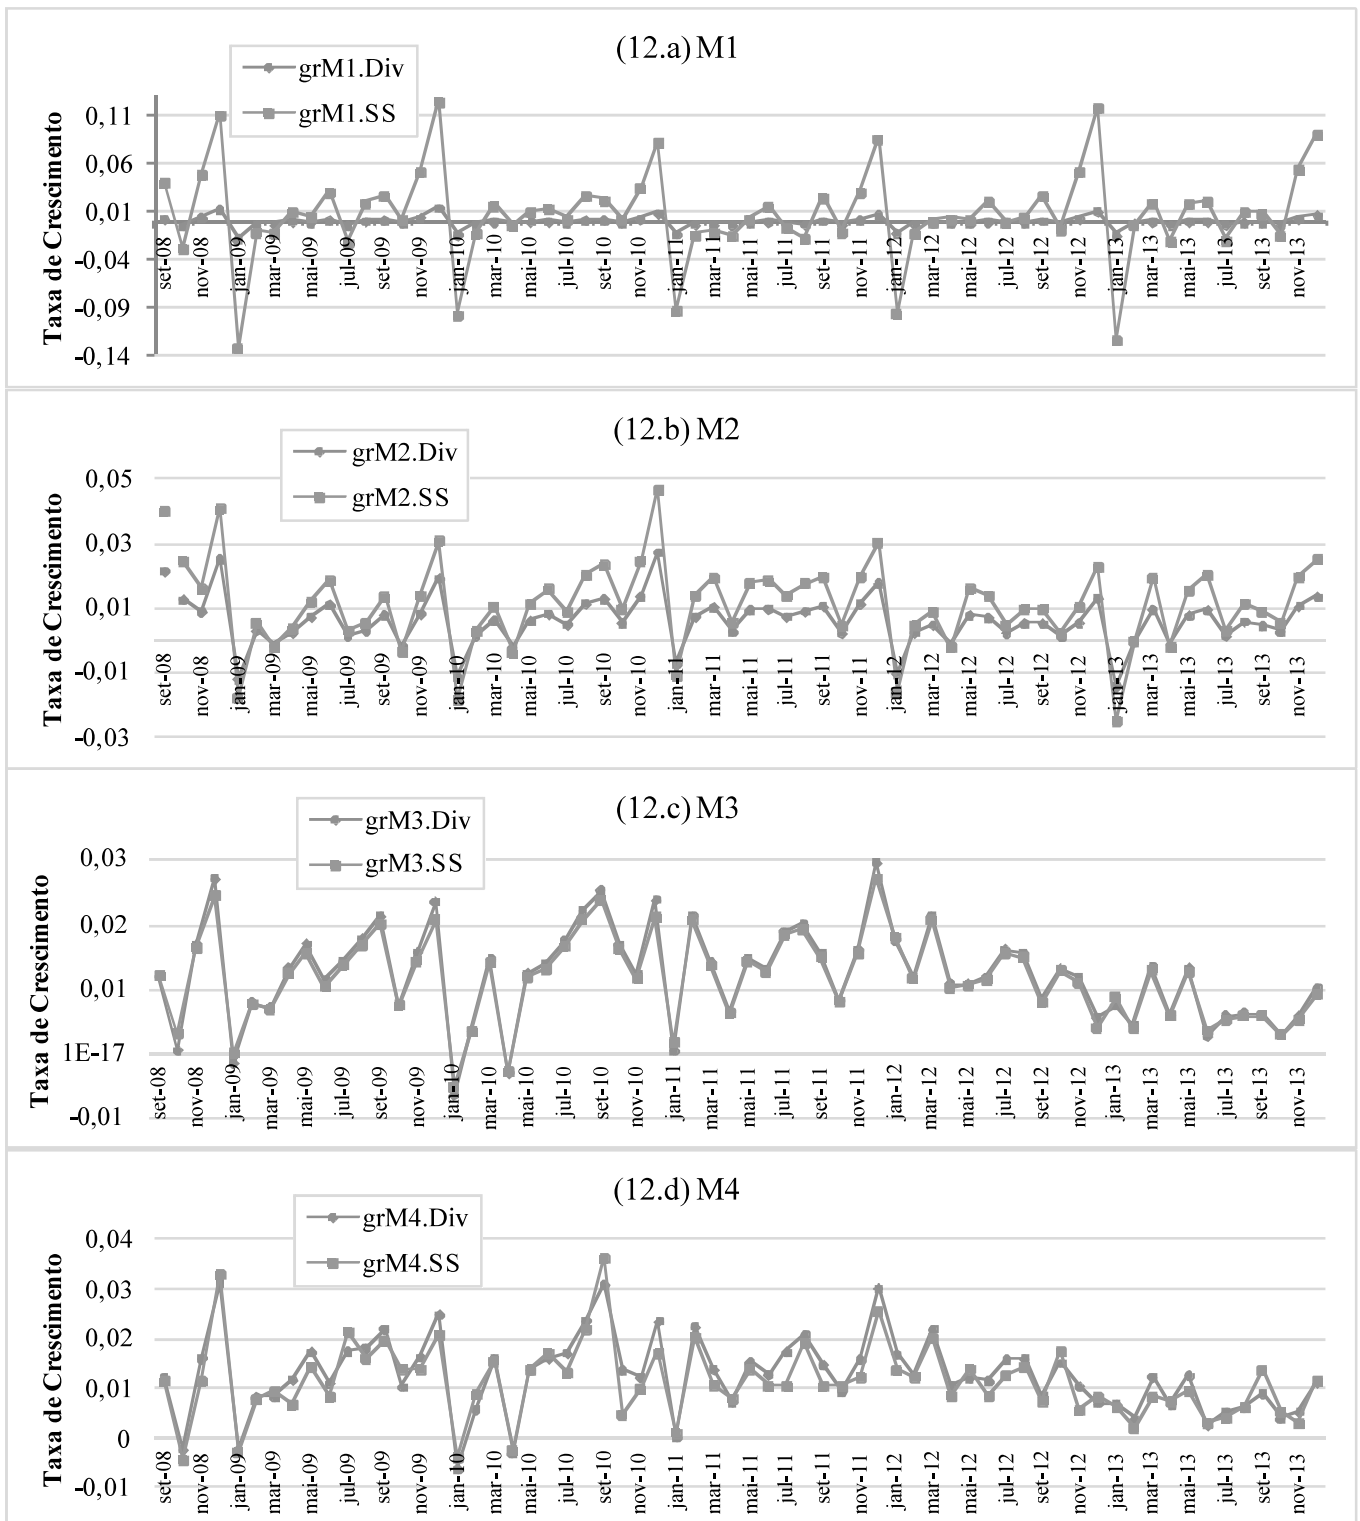 (12.a) M1
grM1.Div
grM1.SS
Taxa de Crescimento
0,11
0,06
0,01
-0,04
-0,09
-0,14
set-08
nov-08
jan-09
mar-09
mai-09
jul-09
set-09
nov-09
jan-10
mar-10
mai-10
jul-10
set-10
nov-10
jan-11
mar-11
mai-11
jul-11
set-11
nov-11
jan-12
mar-12
mai-12
jul-12
set-12
nov-12
jan-13
mar-13
mai-13
jul-13
set-13
nov-13
(12.b) M2
grM2.Div
grM2.SS
Taxa de Crescimento
0,05
0,03
0,01
-0,01
-0,03
set-08
nov-08
jan-09
mar-09
mai-09
jul-09
set-09
nov-09
jan-10
mar-10
mai-10
jul-10
set-10
nov-10
jan-11
mar-11
mai-11
jul-11
set-11
nov-11
jan-12
mar-12
mai-12
jul-12
set-12
nov-12
jan-13
mar-13
mai-13
jul-13
set-13
nov-13
(12.c) M3
grM3.Div
grM3.SS
Taxa de Crescimento
0,03
0,02
0,01
1E-17
-0,01
set-08
nov-08
jan-09
mar-09
mai-09
jul-09
set-09
nov-09
jan-10
mar-10
mai-10
jul-10
set-10
nov-10
jan-11
mar-11
mai-11
jul-11
set-11
nov-11
jan-12
mar-12
mai-12
jul-12
set-12
nov-12
jan-13
mar-13
mai-13
jul-13
set-13
nov-13
(12.d) M4
grM4.Div
grM4.SS
Taxa de Crescimento
0,04
0,03
0,02
0,01
0
-0,01
set-08
nov-08
jan-09
mar-09
mai-09
jul-09
set-09
nov-09
jan-10
mar-10
mai-10
jul-10
set-10
nov-10
jan-11
mar-11
mai-11
jul-11
set-11
nov-11
jan-12
mar-12
mai-12
jul-12
set-12
nov-12
jan-13
mar-13
mai-13
jul-13
set-13
nov-13